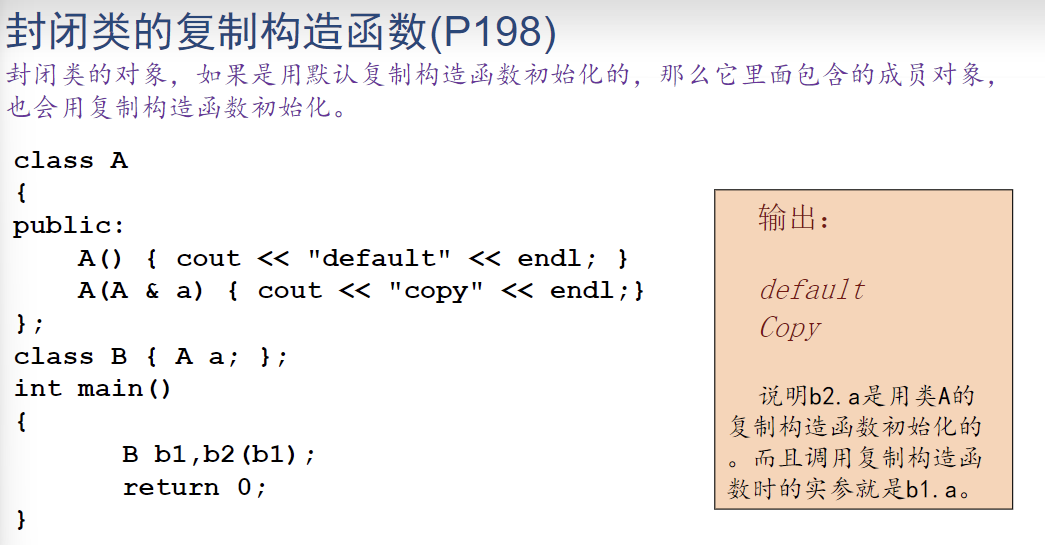 封闭类的复制构造函数(P198)
封闭类的对象，如果是用默认复制构造函数初始化的，那么它里面包含的成员对象，
也会用复制构造函数初始化。
class A
{
public:
    A() { cout << "default" << endl; }
    A(A & a) { cout << "copy" << endl;}
};
class B { A a; };
int main()
{
       B b1,b2(b1);
       return 0;
}
输出：
default
Copy
说明b2.a是用类A的
复制构造函数初始化的
。而且调用复制构造函
数时的实参就是b1.a。